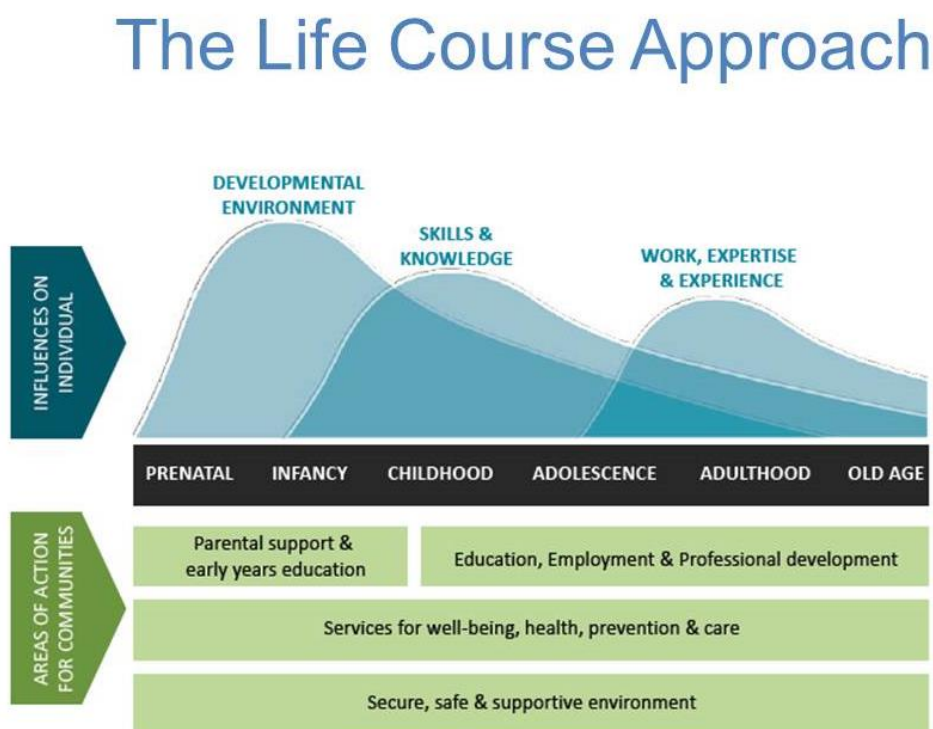 The Life Course Approach
DEVELOPMENTAL
ENVIRONMENT
SKILLS &
KNOWLEDGE
WORK, EXPERTISE
& EXPERIENCE
INFLUENCES ON
INDIVIDUAL
PRENATAL INFANCY CHILDHOOD ADOLESCENCE ADULTHOOD OLD AGE
AREAS OF ACTION
FOR COMMUNITIES
Parental support &
early years education
Education, Employment & Professional development
Services for well-being, health, prevention & care
Secure, safe & supportive environment